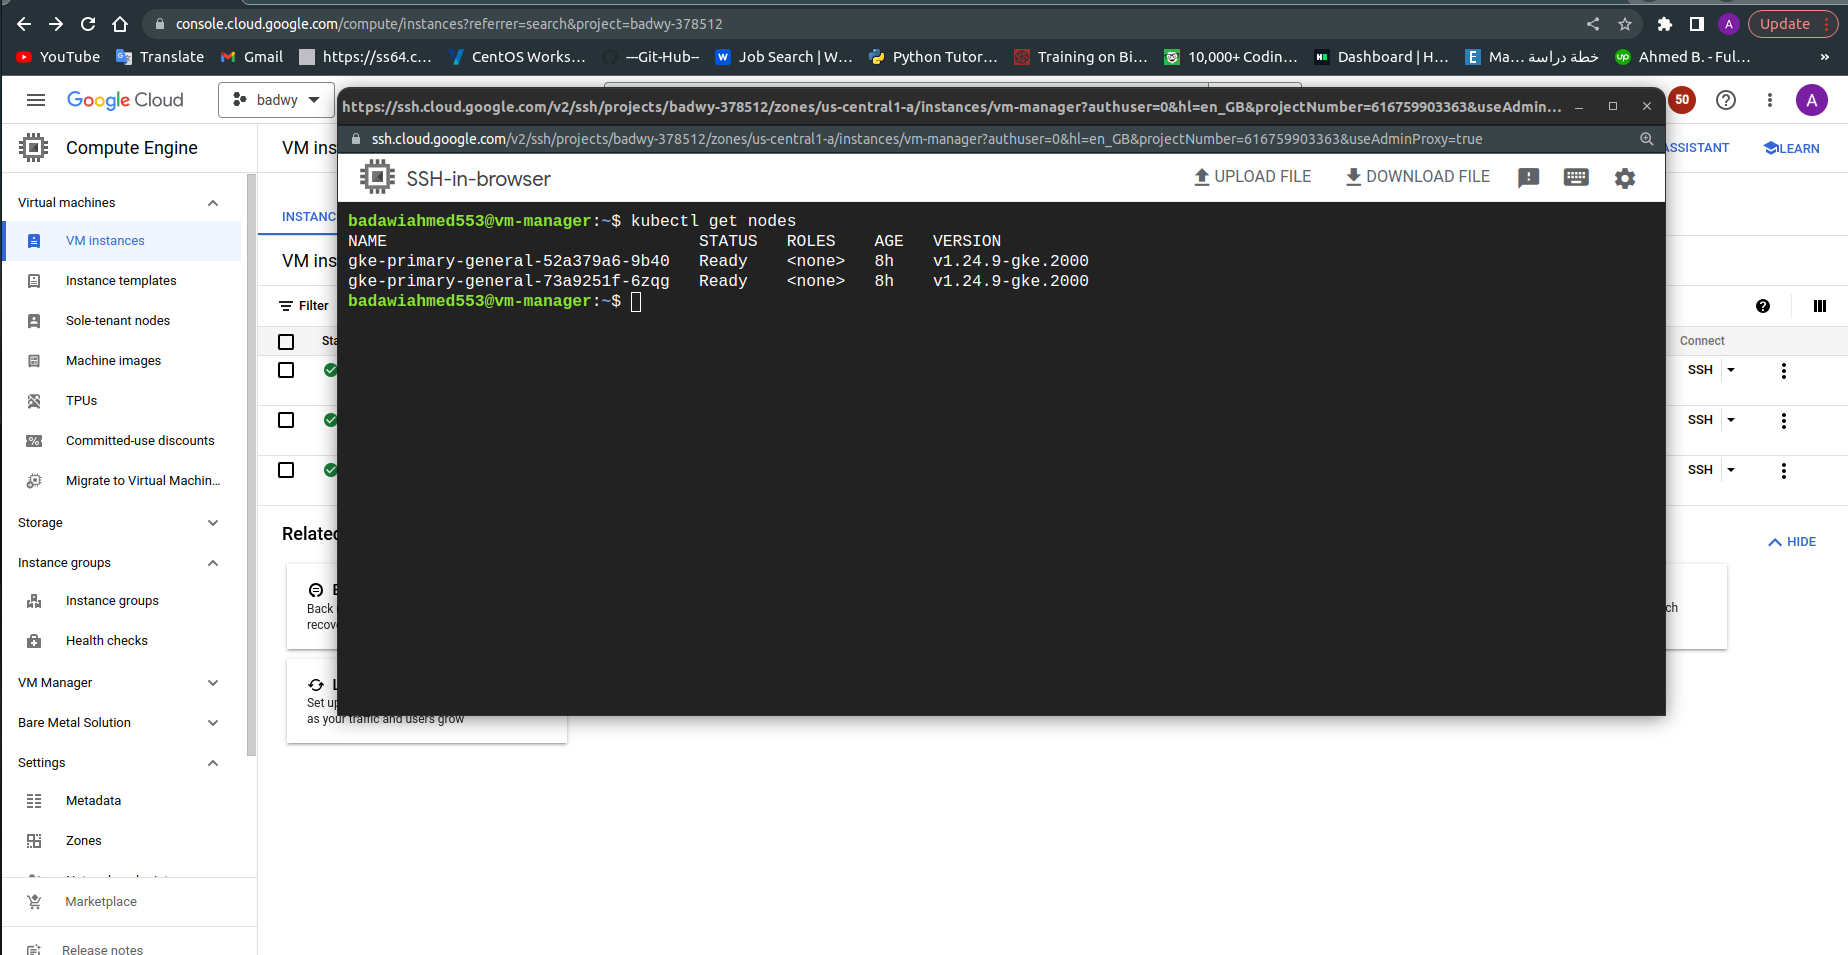 console.cloud.google.com/compute/instances?referrer=search&project=badwy-378512
A
Update
YouTube
Translate
Gmail
https://ss64.c...
CentOS Works...
---Git-Hub--
Job Search | W...
Python Tutor...
Training on Bi...
10,000+ Codin...
Dashboard | H...
Ma... خطة دراسة
Ahmed B. - Ful...
»
Google Cloud
badwy
50
A
https://ssh.cloud.google.com/v2/ssh/projects/badwy-378512/zones/us-central1-a/instances/vm-manager?authuser=0&hl=en_GB&projectNumber=616759903363&useAdmin...
ssh.cloud.google.com/v2/ssh/projects/badwy-378512/zones/us-central1-a/instances/vm-manager?authuser=0&hl=en_GB&projectNumber=616759903363&useAdminProxy=true
SSH-in-browser
UPLOAD FILE
DOWNLOAD FILE
badawiahmed553@vm-manager:~$ kubectl get nodes
NAME STATUS ROLES AGE VERSION
gke-primary-general-52a379a6-9b40 Ready <none> 8h v1.24.9-gke.2000
gke-primary-general-73a9251f-6zqg Ready <none> 8h v1.24.9-gke.2000
badawiahmed553@vm-manager:~$
Compute Engine
Virtual machines
VM instances
Instance templates
Sole-tenant nodes
Machine images
TPUs
Committed-use discounts
Migrate to Virtual Machin...
Storage
Instance groups
Instance groups
Health checks
VM Manager
Bare Metal Solution
Settings
Metadata
Zones
Marketplace
Release notes
VM ins
ASSISTANT
LEARN
INSTANC
VM ins
Filter
Sta
Connect
SSH
SSH
SSH
Related
HIDE
Back
recov
ch
Set up
as your traffic and users grow